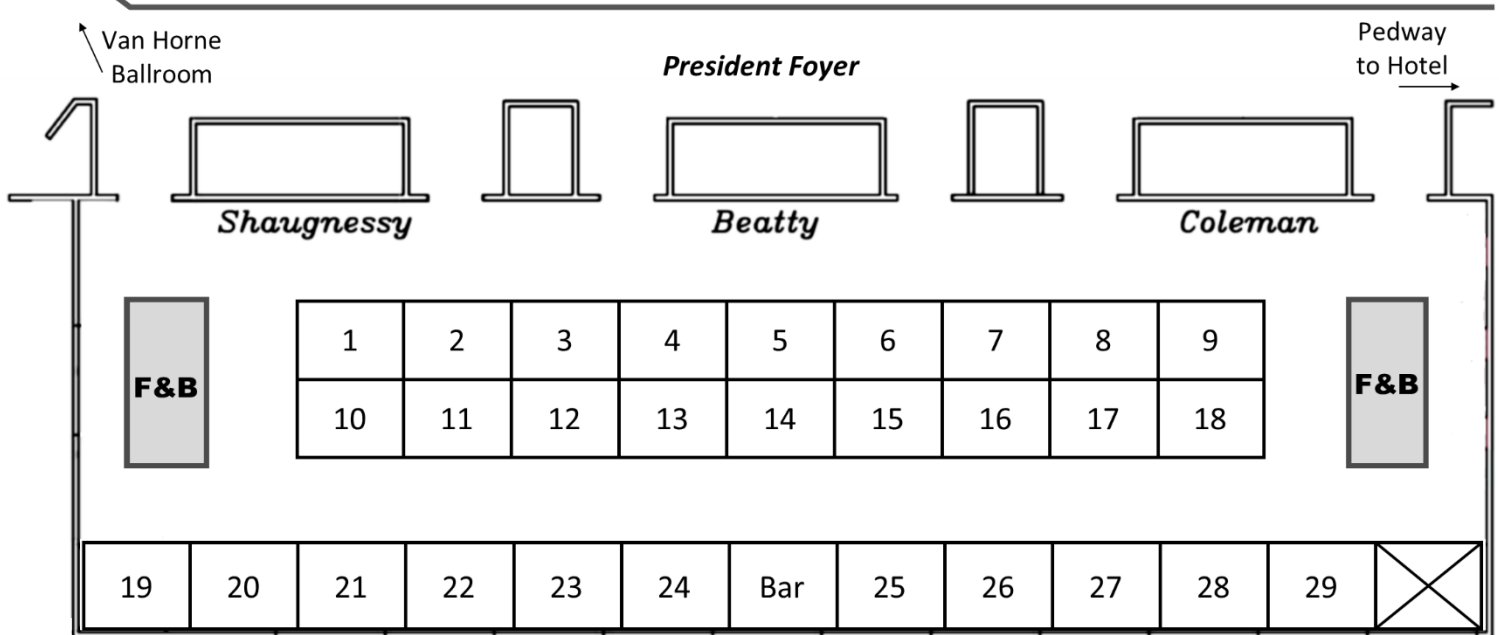 Van Horne
Ballroom
President Foyer
Pedway
to Hotel
Shaugnessy
Beatty
Coleman
F&B
1 2 3 4 5 6 7 8 9
10 11 12 13 14 15 16 17 18
F&B
19 20 21 22 23 24 Bar 25 26 27 28 29